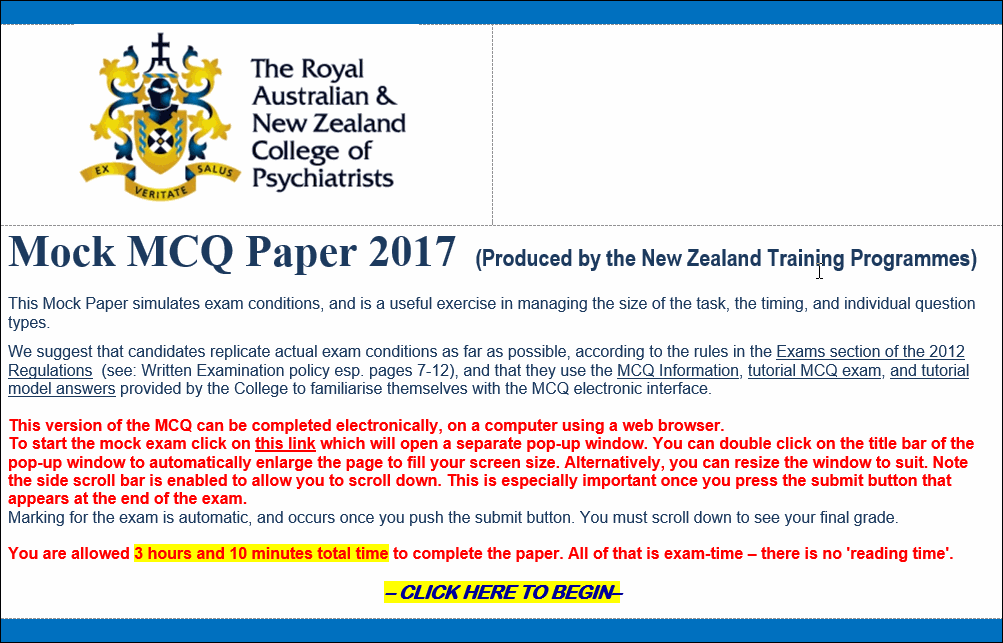 The Royal
Australian &
New Zealand
College of
Psychiatrists
EX VERITATE SALUS
Mock MCQ Paper 2017 (Produced by the New Zealand Training Programmes)
This Mock Paper simulates exam conditions, and is a useful exercise in managing the size of the task, the timing, and individual question
types.
We suggest that candidates replicate actual exam conditions as far as possible, according to the rules in the Exams section of the 2012
Regulations (see: Written Examination policy esp. pages 7-12), and that they use the MCQ Information, tutorial MCQ exam, and tutorial
model answers provided by the College to familiarise themselves with the MCQ electronic interface.
This version of the MCQ can be completed electronically, on a computer using a web browser.
To start the mock exam click on this link which will open a separate pop-up window. You can double click on the title bar of the
pop-up window to automatically enlarge the page to fill your screen size. Alternatively, you can resize the window to suit. Note
the side scroll bar is enabled to allow you to scroll down. This is especially important once you press the submit button that
appears at the end of the exam.
Marking for the exam is automatic, and occurs once you push the submit button. You must scroll down to see your final grade.
You are allowed 3 hours and 10 minutes total time to complete the paper. All of that is exam-time – there is no 'reading time'.
– CLICK HERE TO BEGIN–